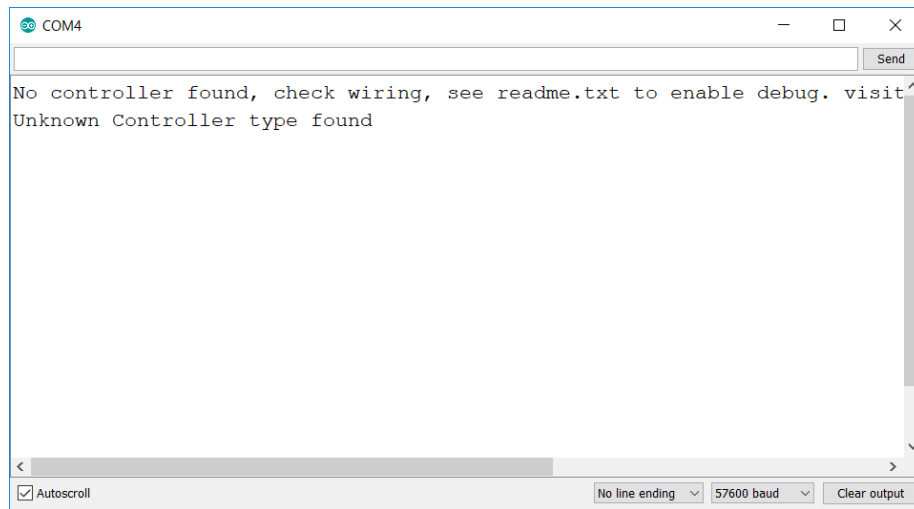 COM4
Send
No controller found, check wiring, see readme.txt to enable debug. visit
Unknown Controller type found
Autoscroll
No line ending
57600 baud
Clear output